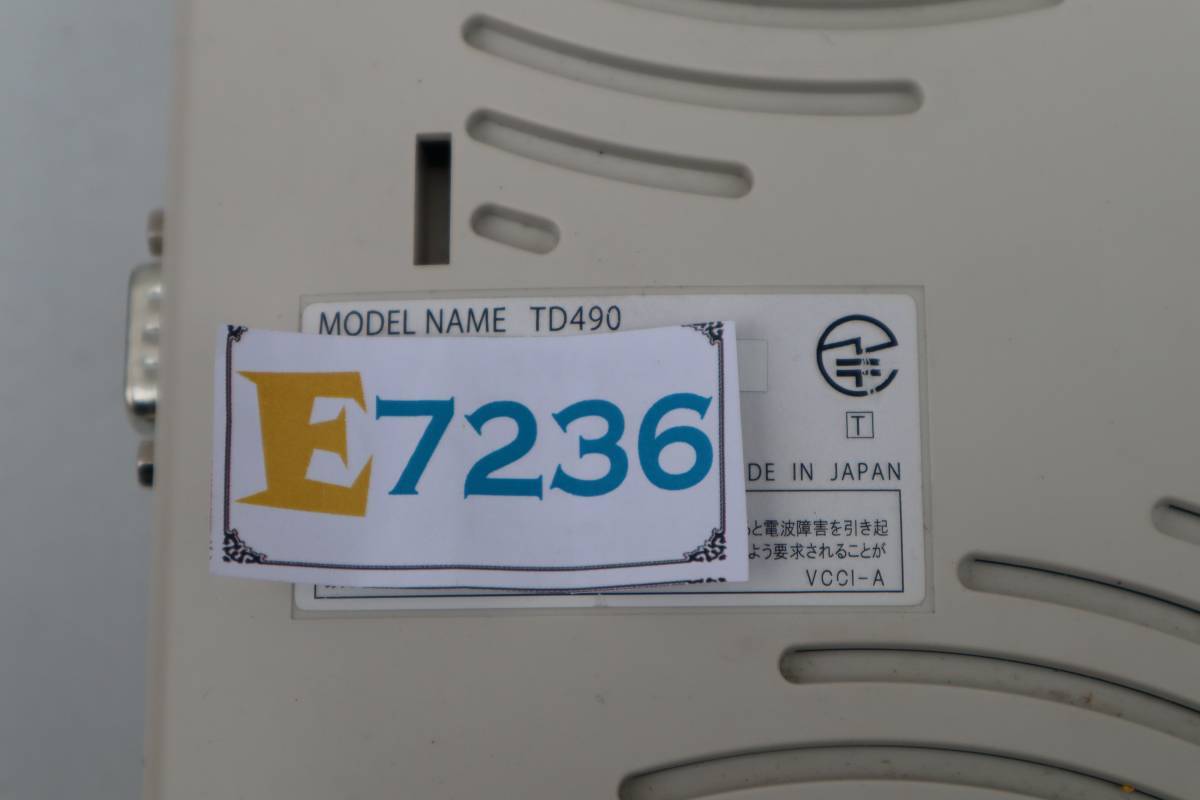 MODEL NAME TD490
E7236
T
IN JAPAN
と電波障害を引き起
よう要求されることが
VCCI-A